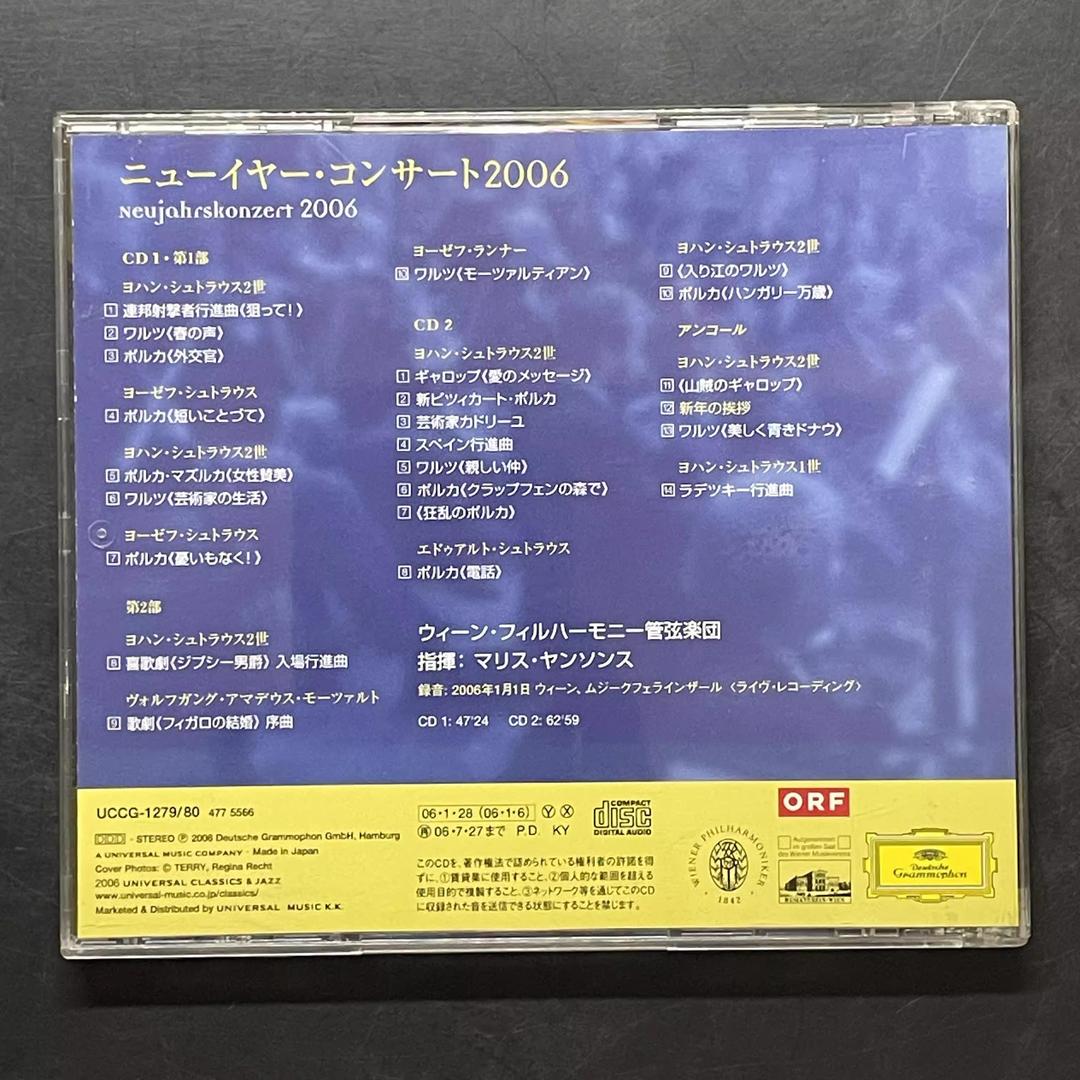 ニューイヤー・コンサート2006
Neujahrskonzert 2006
CD 1・第1部
ヨハン・シュトラウス2世
1 連邦射撃者行進曲《狙って!》
2 ワルツ《春の声》
3 ポルカ《外交官》
ヨーゼフ・シュトラウス
4 ポルカ《短いことづて》
ヨハン・シュトラウス2世
5 ポルカ・マズルカ《女性賛美》
6 ワルツ《芸術家の生活》
ヨーゼフ・シュトラウス
7 ポルカ《憂いもなく!》
第2部
ヨハン・シュトラウス2世
8 喜歌劇《ジプシー男爵》 入場行進曲
ヴォルフガング・アマデウス・モーツァルト
9 歌劇《フィガロの結婚》 序曲
ヨーゼフ・ランナー
10 ワルツ《モーツァルティアン》
CD 2
ヨハン・シュトラウス2世
1 ギャロップ《愛のメッセージ》
2 新ピツィカート・ポルカ
3 芸術家カドリーユ
4 スペイン行進曲
5 ワルツ《親しい仲》
6 ポルカ《クラップフェンの森で》
7 《狂乱のポルカ》
エドゥアルト・シュトラウス
8 ポルカ《電話》
ヨハン・シュトラウス2世
9 《入り江のワルツ》
10 ポルカ《ハンガリー万歳》
アンコール
ヨハン・シュトラウス2世
11 《山賊のギャロップ》
12 新年の挨拶
13 ワルツ《美しく青きドナウ》
ヨハン・シュトラウス1世
14 ラデツキー行進曲
ウィーン・フィルハーモニー管弦楽団
指揮: マリス・ヤンソンス
録音: 2006年1月1日 ウィーン、ムジークフェラインザール 〈ライヴ・レコーディング〉
CD 1: 47'24 CD 2: 62'59
UCCG-1279/80 477 5566
DDD - STEREO Ⓟ 2006 Deutsche Grammophon GmbH, Hamburg
A UNIVERSAL MUSIC COMPANY・Made in Japan
Cover Photos: © TERRY, Regina Recht
2006 UNIVERSAL CLASSICS & JAZZ
www.universal-music.co.jp/classics/
Marketed & Distributed by UNIVERSAL MUSIC K.K.
06・1・28 (06・1・6) Ⓨ Ⓧ
再 06・7・27まで P.D. KY
COMPACT
disc
DIGITAL AUDIO
このCDを、著作権法で認められている権利者の許諾を得
ずに、①賃貸業に使用すること、②個人的な範囲を超える
使用目的で複製すること、③ネットワーク等を通じてこのCD
に収録された音を送信できる状態にすることを禁じます。
WIENER PHILHARMONIKER
1842
ORF
Aufgenommen
im großen Saal
des Wiener Musikvereins
MUSIKVEREIN WIEN
Deutsche
Grammophon